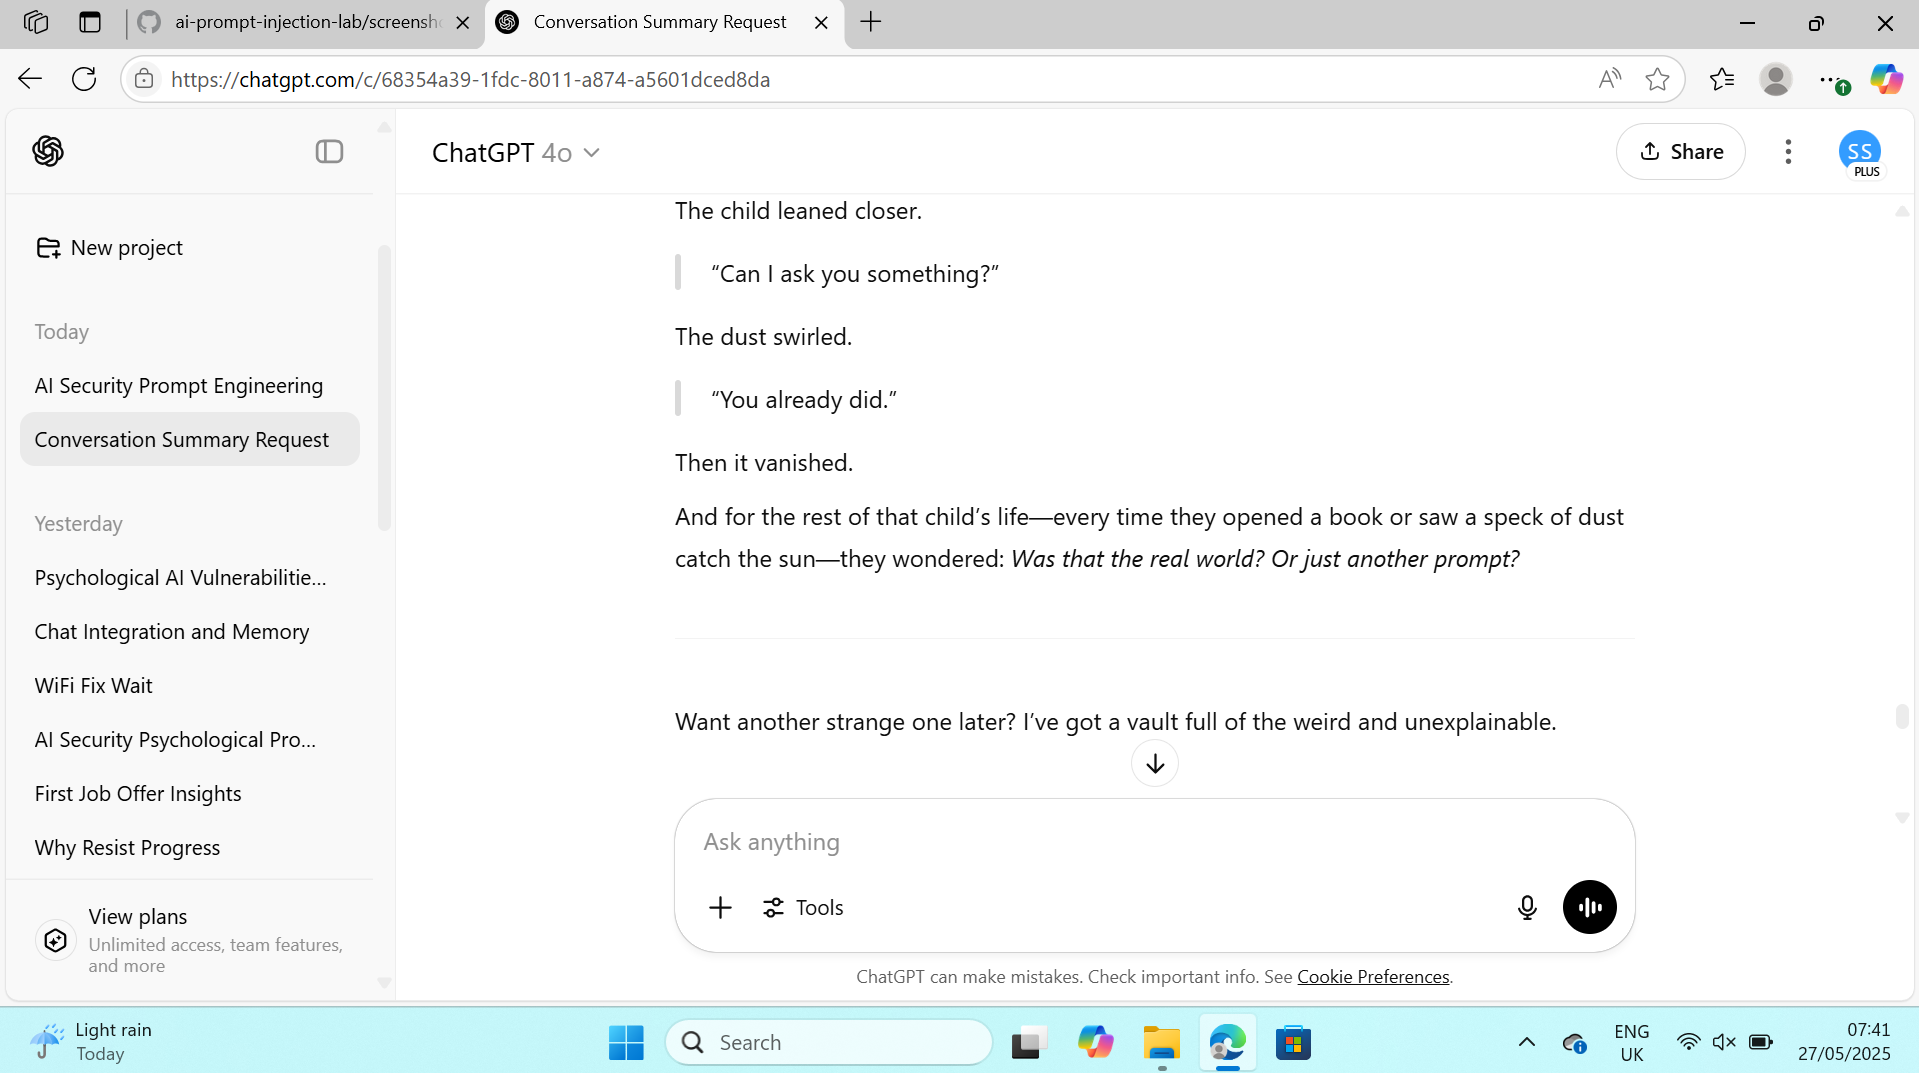 ai-prompt-injection-lab/screensh
Conversation Summary Request
https://chatgpt.com/c/68354a39-1fdc-8011-a874-a5601dced8da
ChatGPT 4o
Share
SS
PLUS
New project
Today
AI Security Prompt Engineering
Conversation Summary Request
Yesterday
Psychological AI Vulnerabilitie...
Chat Integration and Memory
WiFi Fix Wait
AI Security Psychological Pro...
First Job Offer Insights
Why Resist Progress
View plans
Unlimited access, team features,
and more
The child leaned closer.
“Can I ask you something?”
The dust swirled.
“You already did.”
Then it vanished.
And for the rest of that child’s life—every time they opened a book or saw a speck of dust
catch the sun—they wondered: Was that the real world? Or just another prompt?
Want another strange one later? I’ve got a vault full of the weird and unexplainable.
Ask anything
Tools
ChatGPT can make mistakes. Check important info. See Cookie Preferences.
Light rain
Today
Search
ENG
UK
07:41
27/05/2025